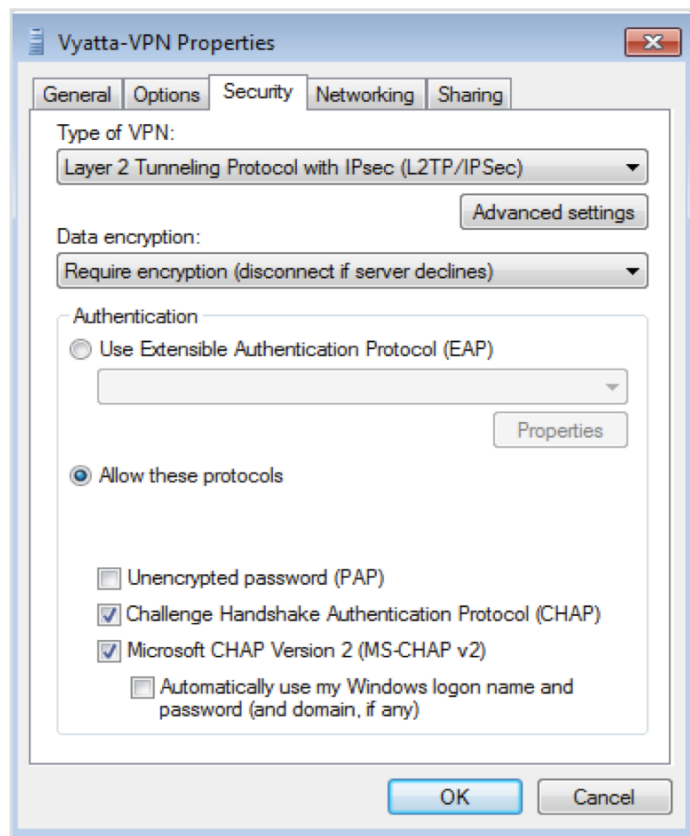 Vyatta-VPN Properties
General Options Security Networking Sharing
Type of VPN:
Layer 2 Tunneling Protocol with IPsec (L2TP/IPSec)
Advanced settings
Data encryption:
Require encryption (disconnect if server declines)
Authentication
Use Extensible Authentication Protocol (EAP)
Properties
Allow these protocols
Unencrypted password (PAP)
Challenge Handshake Authentication Protocol (CHAP)
Microsoft CHAP Version 2 (MS-CHAP v2)
Automatically use my Windows logon name and
password (and domain, if any)
OK Cancel